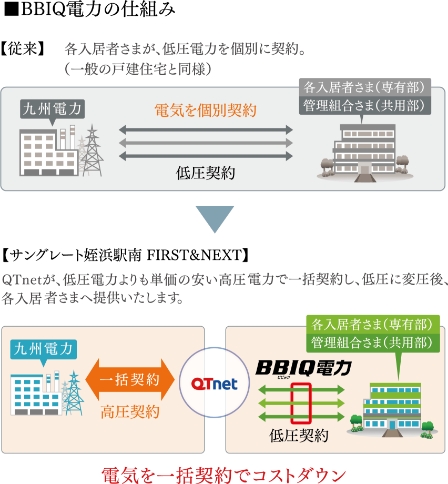 ■BBIQ電力の仕組み
【従来】 各入居者さまが、低圧電力を個別に契約。
（一般の戸建住宅と同様）
九州電力
電気を個別契約
低圧契約
各入居者さま（専有部）
管理組合さま（共用部）
【サングレート姪浜駅南 FIRST&NEXT】
QTnetが、低圧電力よりも単価の安い高圧電力で一括契約し、低圧に変圧後、
各入居者さまへ提供いたします。
九州電力
一括契約
高圧契約
QTnet
BBIQ電力
低圧契約
各入居者さま（専有部）
管理組合さま（共用部）
電気を一括契約でコストダウン